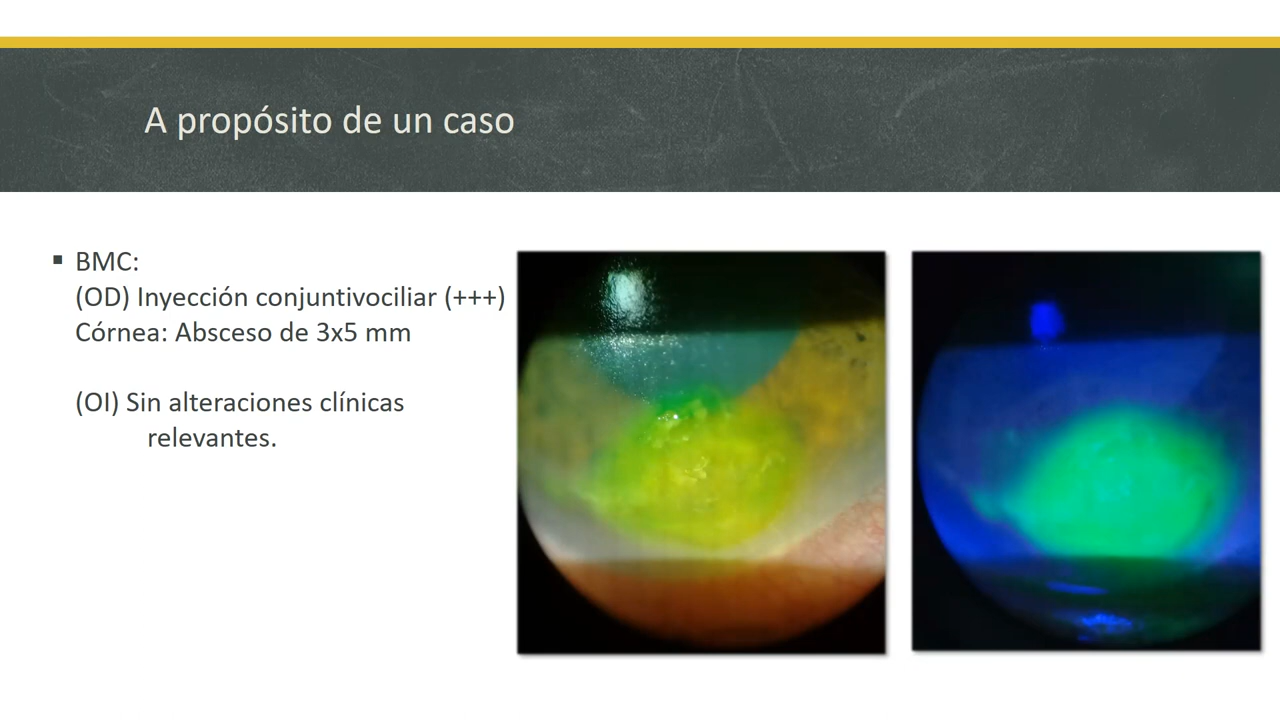 A propósito de un caso
▪ BMC:
(OD) Inyección conjuntivociliar (+++)
Córnea: Absceso de 3x5 mm
(OI) Sin alteraciones clínicas
relevantes.